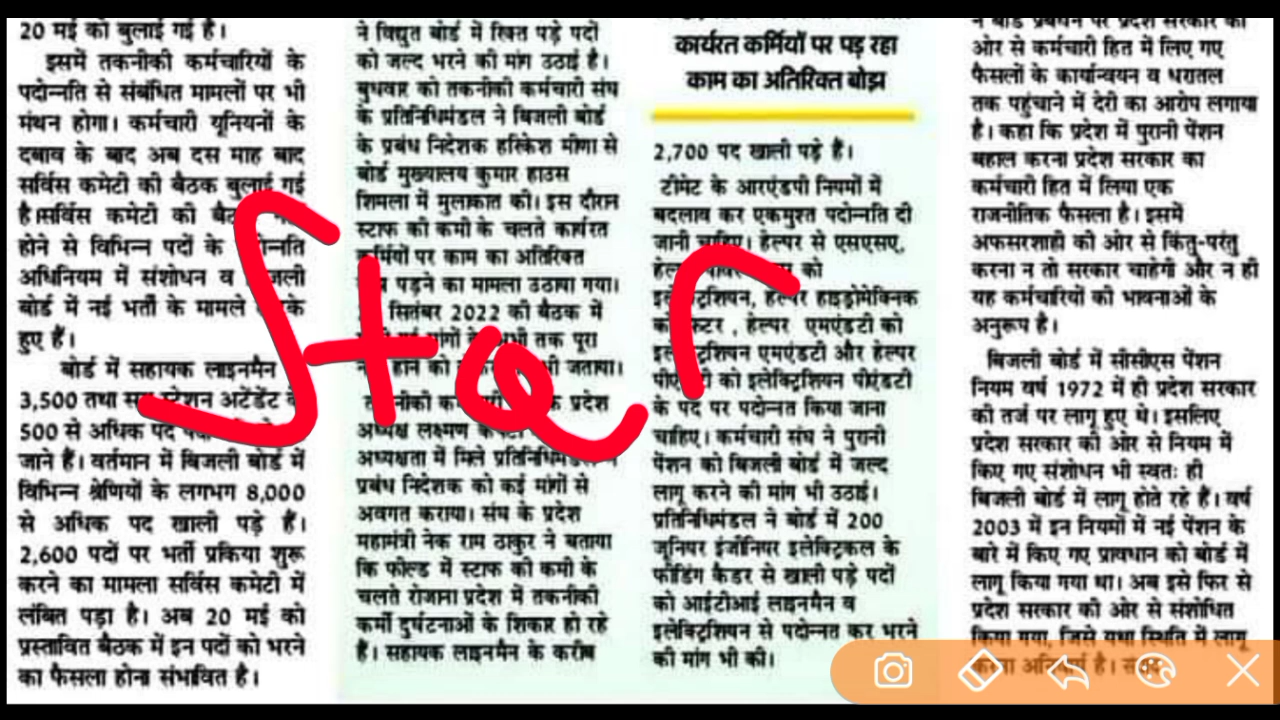 20 मई को बुलाई गई है।
इसमें तकनीकी कर्मचारियों के
पदोन्नति से संबंधित मामलों पर भी
मंथन होगा। कर्मचारी यूनियनों के
दबाव के बाद अब दस माह बाद
सर्विस कमेटी की बैठक बुलाई गई
है।सर्विस कमेटी की
होने से विभिन्न पदों के
अधिनियम में संशोधन व
बोर्ड में नई भर्ती के मामले
हुए हैं।
बोर्ड में सहायक लाइनमैन
3,500 तथा अटेंडेंट
500 से अधिक पद
जाने हैं। वर्तमान में बिजली बोर्ड में
विभिन्न श्रेणियों के लगभग 8,000
से अधिक पद खाली पड़े हैं।
2,600 पदों पर भर्ती प्रकिया शुरू
करने का मामला सर्विस कमेटी में
लंबित पड़ा है। अब 20 मई को
प्रस्तावित बैठक में इन पदों को भरने
का फैसला होना संभावित है।
ने विद्युत बोर्ड में रिक्त पड़े पदों
को जल्द भरने की मांग उठाई है।
बुधवार को तकनीकी कर्मचारी संघ
के प्रतिनिधिमंडल ने बिजली बोर्ड
के प्रबंध निदेशक हरिकेश मीणा से
बोर्ड मुख्यालय कुमार हाउस
शिमला में मुलाकात की। इस दौरान
स्टाफ की कमी के चलते कार्यरत
कर्मियों पर काम का अतिरिक्त
पड़ने का मामला उठाया गया।
सितंबर 2022 की बैठक में
तक पूरा
जताया।
प्रदेश
अध्यक्ष लक्ष्मण
अध्यक्षता में मिले
प्रबंध निदेशक को कई मांगों से
अवगत कराया। संघ के प्रदेश
महामंत्री नेक राम ठाकुर ने बताया
कि फील्ड में स्टाफ की कमी के
चलते रोजाना प्रदेश में तकनीकी
कर्मी दुर्घटनाओं के शिकार हो रहे
हैं। सहायक लाइनमैन के करीब
कार्यरत कर्मियों पर पड़ रहा
काम का अतिरिक्त बोझ
2,700 पद खाली पड़े हैं।
टीमेट के आरएंडपी नियमों में
बदलाव कर एकमुश्त पदोन्नति दी
जानी चाहिए। हेल्पर से एसएसए,
को
हेल्पर हाइड्रोमेक्निक
हेल्पर एमएंडटी को
एमएंडटी और हेल्पर
को इलेक्ट्रिशियन पीएंडटी
के पद पर पदोन्नत किया जाना
चाहिए। कर्मचारी संघ ने पुरानी
पेंशन को बिजली बोर्ड में जल्द
लागू करने की मांग भी उठाई।
प्रतिनिधिमंडल ने बोर्ड में 200
जूनियर इंजीनियर इलेक्ट्रिकल के
फीडिंग कैडर से खाली पड़े पदों
को आईटीआई लाइनमैन व
इलेक्ट्रिशियन से पदोन्नत कर भरने
की मांग भी की।
ने बोर्ड प्रबंधन पर प्रदेश सरकार की
ओर से कर्मचारी हित में लिए गए
फैसलों के कार्यान्वयन व धरातल
तक पहुंचाने में देरी का आरोप लगाया
है। कहा कि प्रदेश में पुरानी पेंशन
बहाल करना प्रदेश सरकार का
कर्मचारी हित में लिया एक
राजनीतिक फैसला है। इसमें
अफसरशाही की ओर से किंतु-परंतु
करना न तो सरकार चाहेगी और न ही
यह कर्मचारियों की भावनाओं के
अनुरूप है।
बिजली बोर्ड में सीसीएस पेंशन
नियम वर्ष 1972 में ही प्रदेश सरकार
की तर्ज पर लागू हुए थे। इसलिए
प्रदेश सरकार की ओर से नियम में
किए गए संशोधन भी स्वतः ही
बिजली बोर्ड में लागू होते रहे हैं। वर्ष
2003 में इन नियमों में नई पेंशन के
बारे में किए गए प्रावधान को बोर्ड में
लागू किया गया था। अब इसे फिर से
प्रदेश सरकार की ओर से संशोधित
किया गया, जिसे यथा स्थिति में लागू
करना अनिवार्य है।
Star